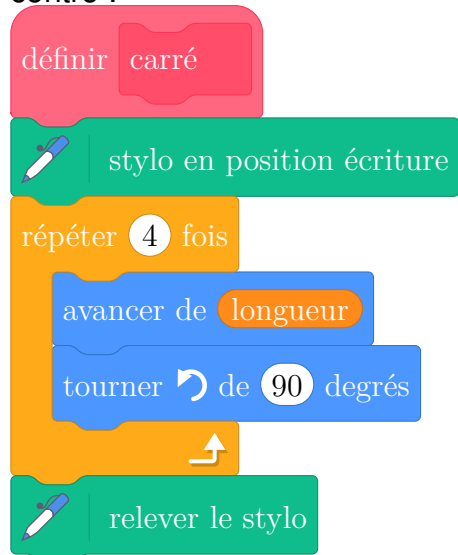 définir carré
stylo en position écriture
répéter 4 fois
avancer de longueur
tourner de 90 degrés
relever le stylo